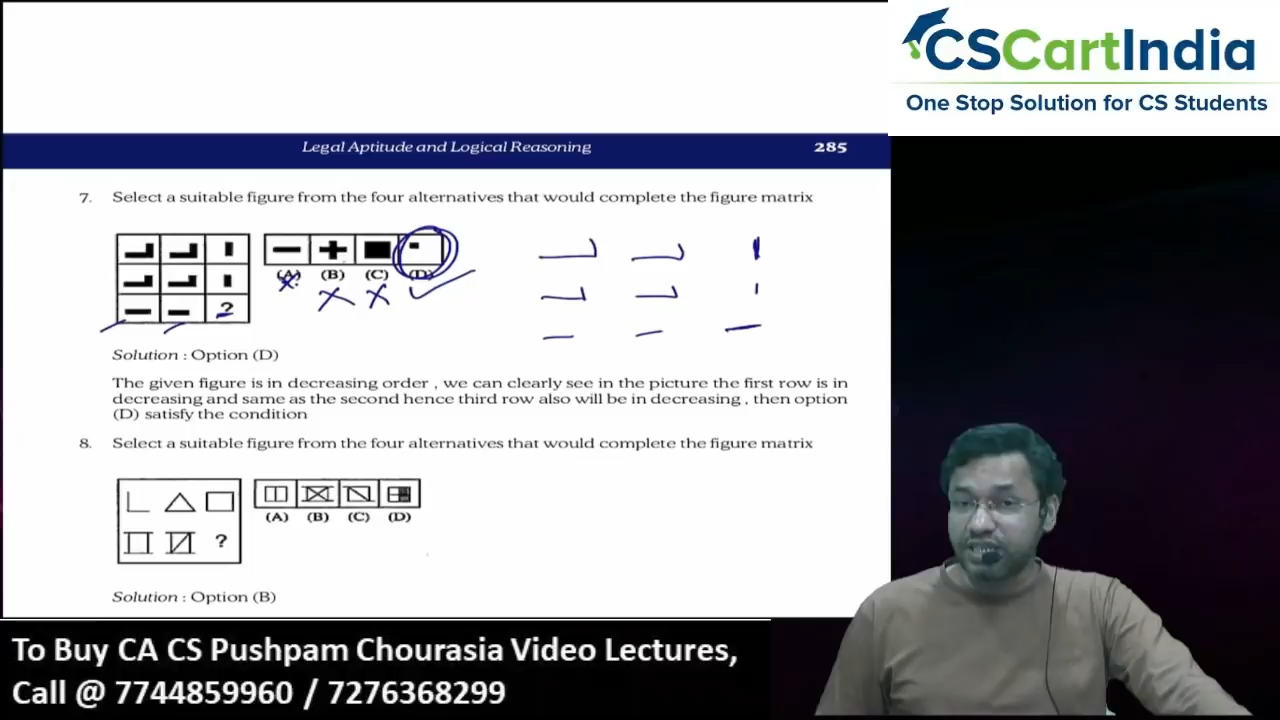 CSCartIndia
One Stop Solution for CS Students
Legal Aptitude and Logical Reasoning 285
7. Select a suitable figure from the four alternatives that would complete the figure matrix
?
(A) (B) (C) (D)
Solution : Option (D)
The given figure is in decreasing order , we can clearly see in the picture the first row is in
decreasing and same as the second hence third row also will be in decreasing , then option
(D) satisfy the condition
8. Select a suitable figure from the four alternatives that would complete the figure matrix
(A) (B) (C) (D)
?
Solution : Option (B)
To Buy CA CS Pushpam Chourasia Video Lectures,
Call @ 7744859960 / 7276368299